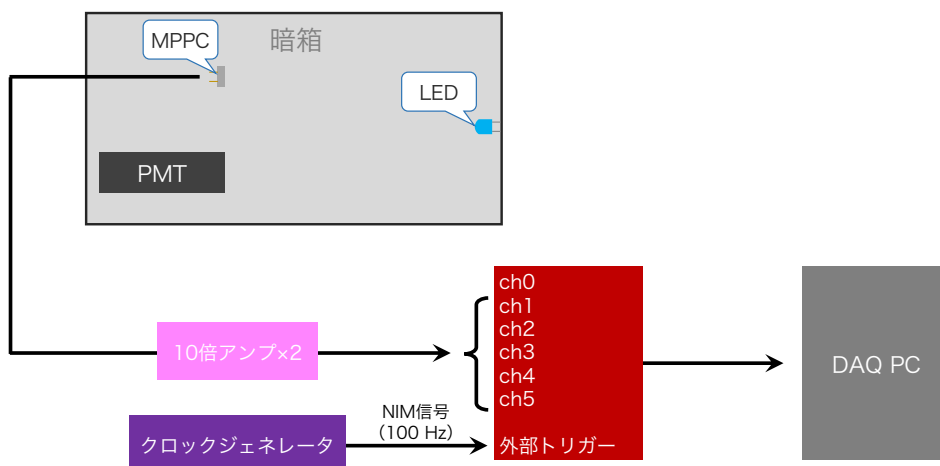 MPPC
暗箱
LED
PMT
ch0
ch1
ch2
ch3
ch4
ch5
10倍アンプ×2
DAQ PC
NIM信号
(100 Hz)
クロックジェネレータ
外部トリガー